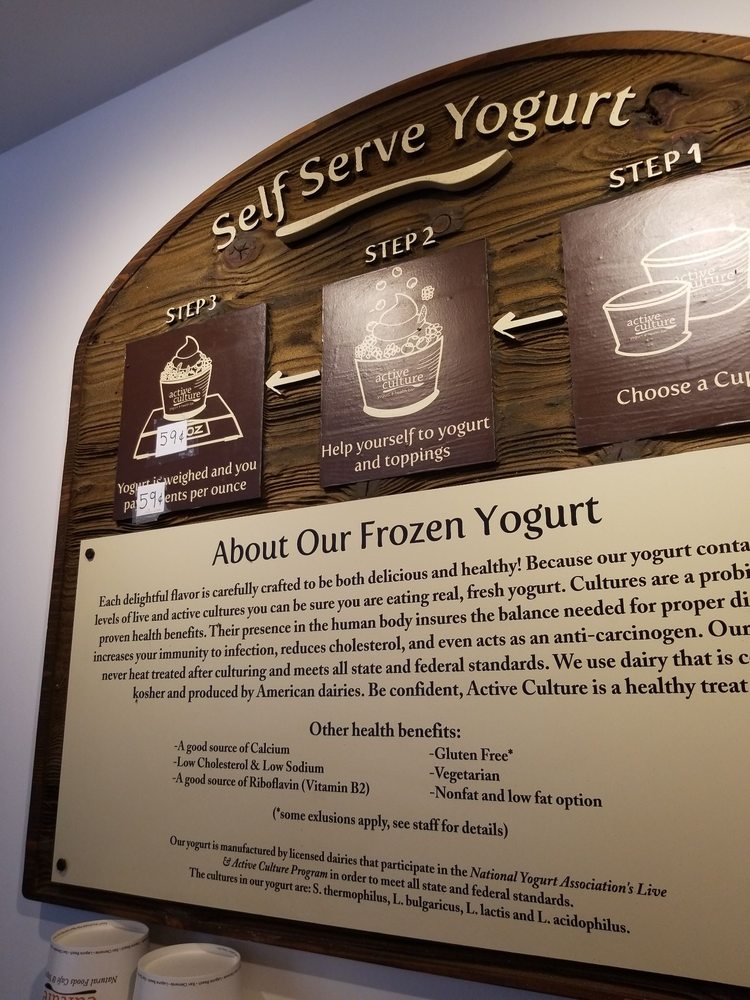 Self Serve Yogurt
STEP 1
active
culture
active
culture
Choose a Cup
STEP 2
active
culture
Help yourself to yogurt
and toppings
STEP 3
active
culture
59¢ OZ
Yogurt is weighed and you
pay 59¢ cents per ounce
About Our Frozen Yogurt
Each delightful flavor is carefully crafted to be both delicious and healthy! Because our yogurt conta
levels of live and active cultures you can be sure you are eating real, fresh yogurt. Cultures are a probi
proven health benefits. Their presence in the human body insures the balance needed for proper di
increases your immunity to infection, reduces cholesterol, and even acts as an anti-carcinogen. Our
never heat treated after culturing and meets all state and federal standards. We use dairy that is c
kosher and produced by American dairies. Be confident, Active Culture is a healthy treat
Other health benefits:
-A good source of Calcium
-Low Cholesterol & Low Sodium
-A good source of Riboflavin (Vitamin B2)
-Gluten Free*
-Vegetarian
-Nonfat and low fat option
(*some exlusions apply, see staff for details)
Our yogurt is manufactured by licensed dairies that participate in the National Yogurt Association's Live
& Active Culture Program in order to meet all state and federal standards.
The cultures in our yogurt are: S. thermophilus, L. bulgaricus, L. lactis and L. acidophilus.
Natural Foods Café &
culture